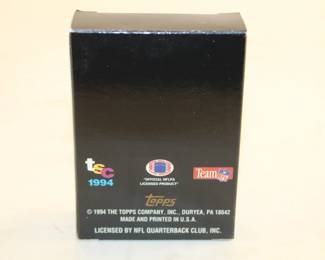 tsc
1994
"OFFICIAL NFLPA
LICENSED PRODUCT"
Team NFL
Topps
© 1994 THE TOPPS COMPANY, INC., DURYEA, PA 18642
MADE AND PRINTED IN U.S.A.
LICENSED BY NFL QUARTERBACK CLUB, INC.